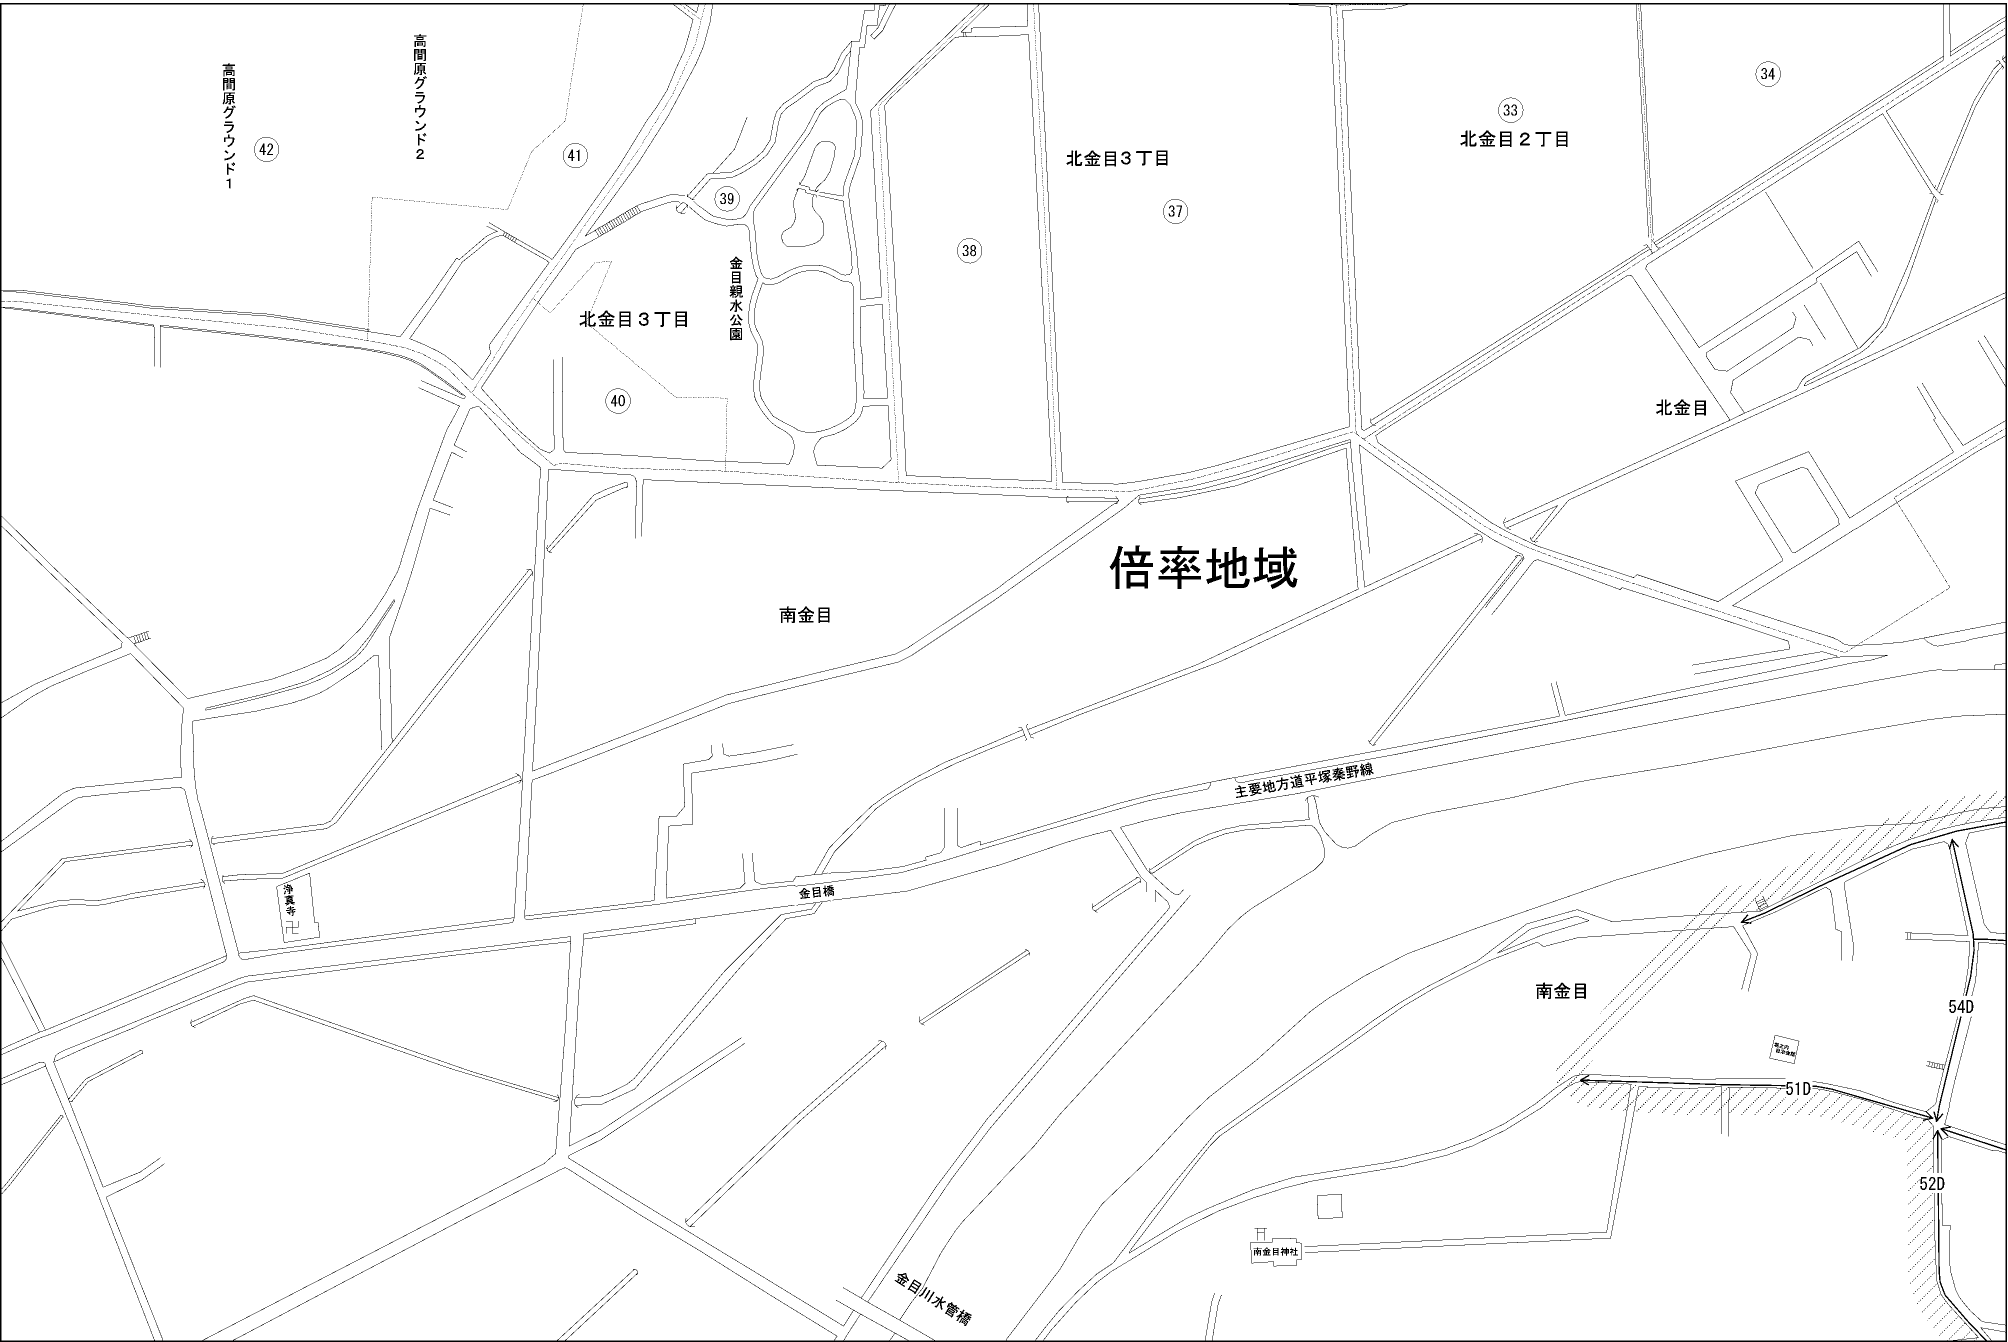 高間原グラウンド1
高間原グラウンド2
42
41
39
38
37
33
34
北金目3丁目
北金目2丁目
金目親水公園
北金目3丁目
40
北金目
倍率地域
南金目
主要地方道平塚秦野線
金目橋
浄真寺
南金目
54D
51D
52D
南金目神社
金目川水管橋